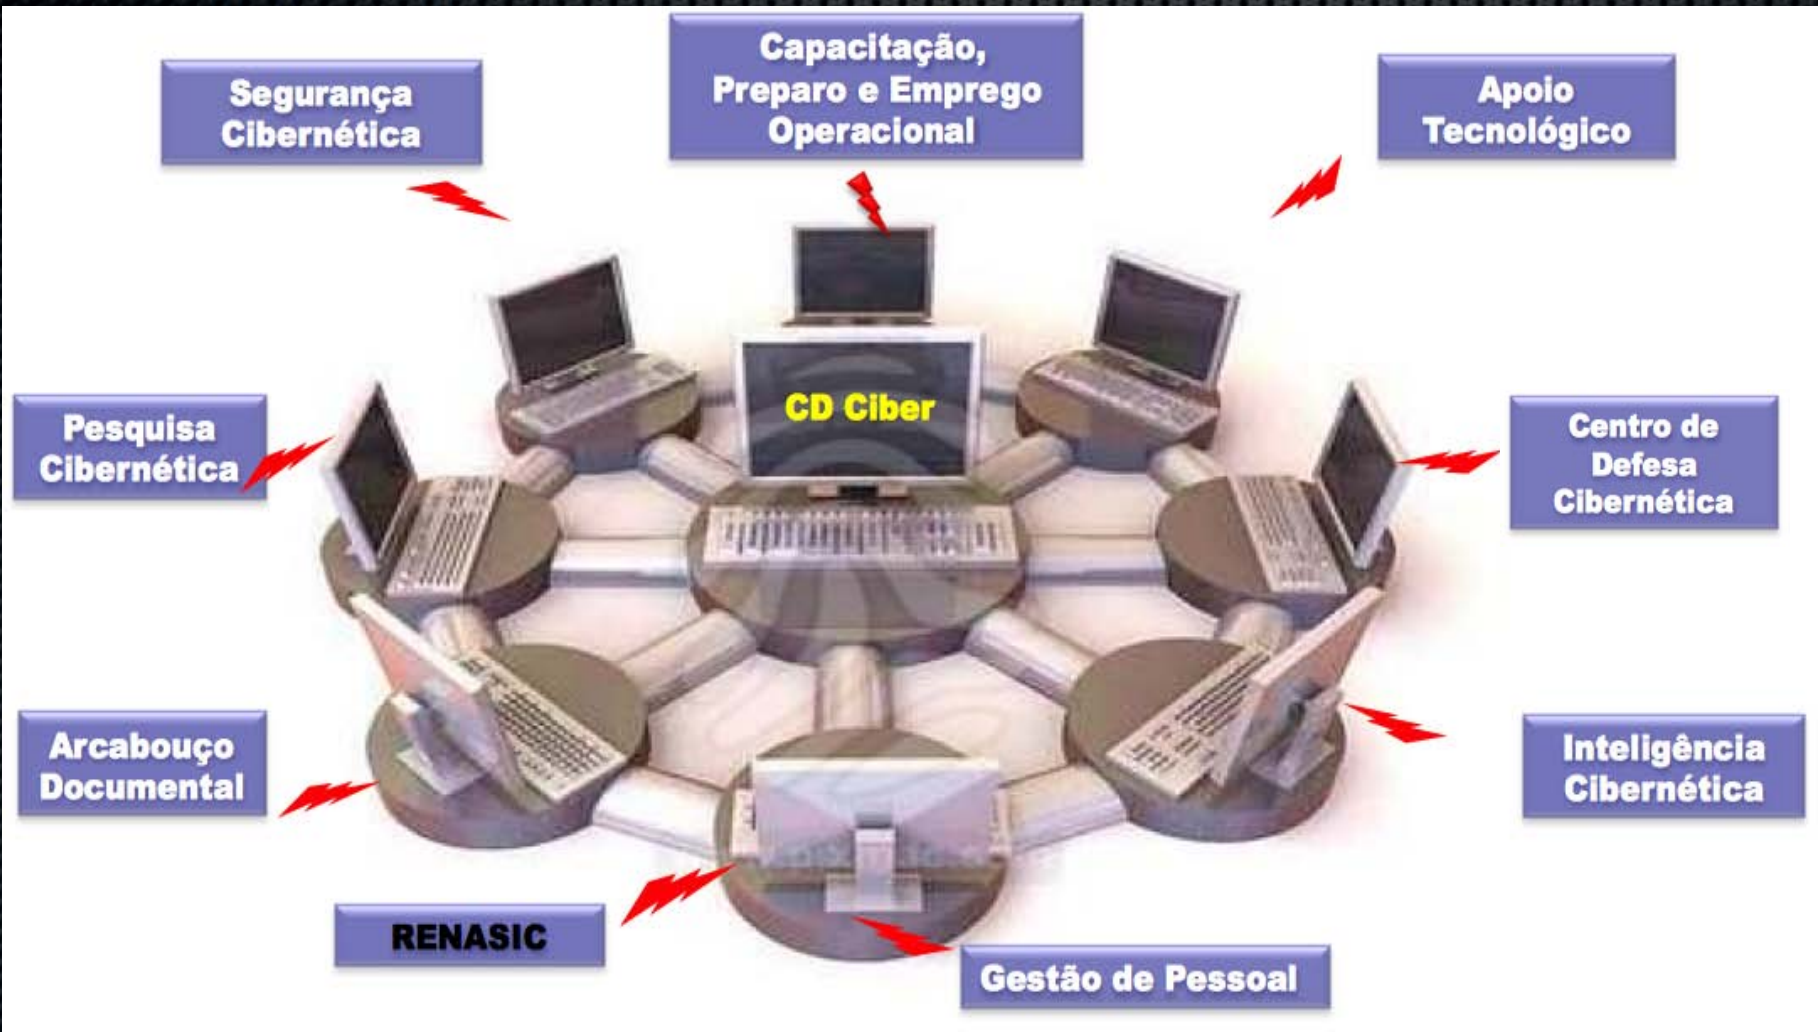 Segurança
Cibernética
Capacitação,
Preparo e Emprego
Operacional
Apoio
Tecnológico
Pesquisa
Cibernética
CD Ciber
Centro de
Defesa
Cibernética
Arcabouço
Documental
Inteligência
Cibernética
RENASIC
Gestão de Pessoal